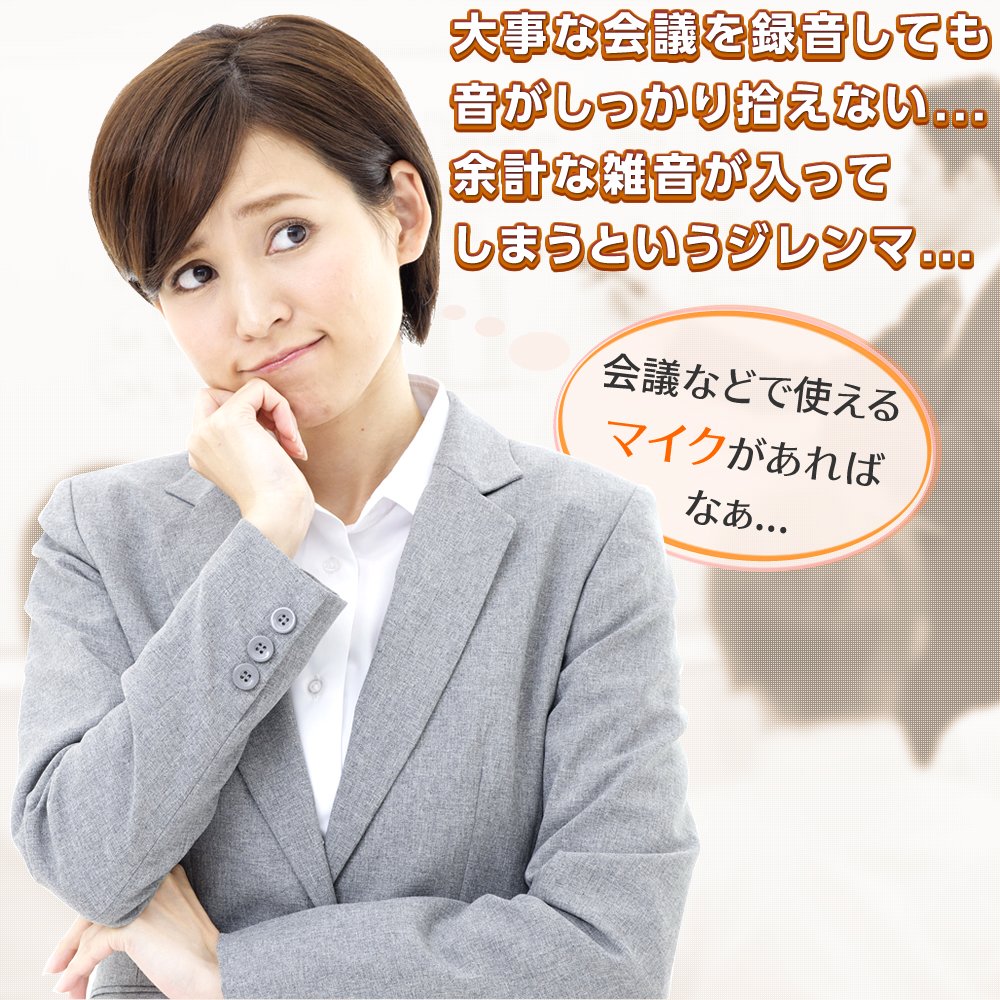 大事な会議を録音しても
音がしっかり拾えない...
余計な雑音が入って
しまうというジレンマ...
会議などで使える
マイクがあれば
なぁ...